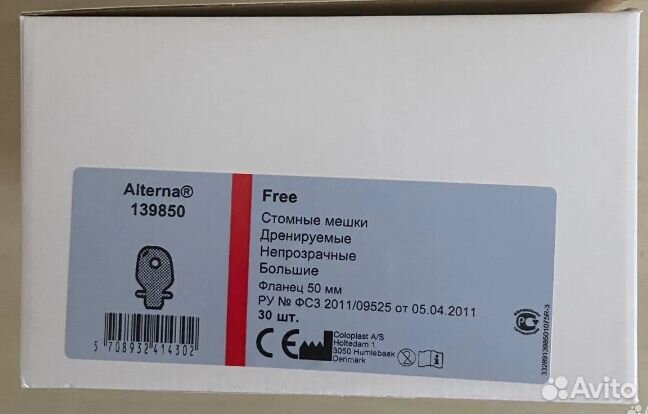 Alterna®
139850
5 708932 414302
Free
Стомные мешки
Дренируемые
Непрозрачные
Большие
Фланец 50 мм
РУ № ФСЗ 2011/09525 от 05.04.2011
30 шт.
CE
Coloplast A/S
Holtedam 1
3050 Humlebaek
Denmark
Avito